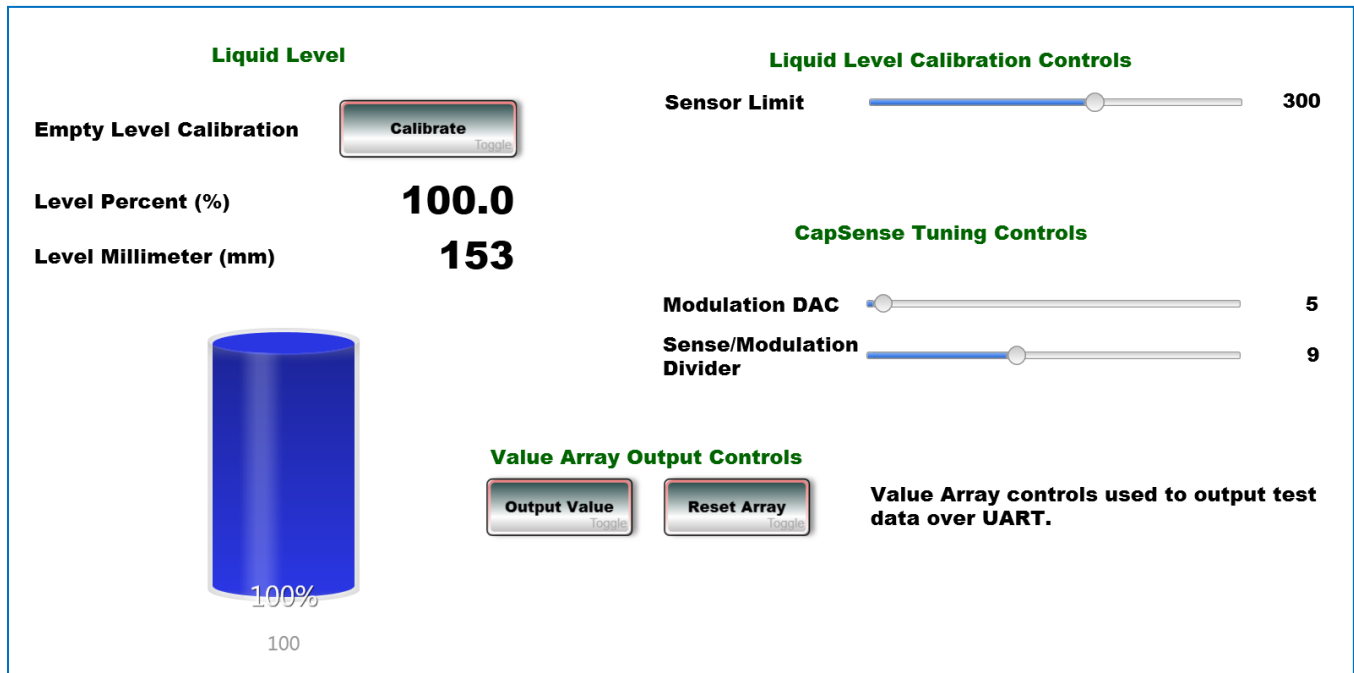 Liquid Level
Empty Level Calibration
Calibrate
Toggle
Level Percent (%)
100.0
Level Millimeter (mm)
153
100%
100
Liquid Level Calibration Controls
Sensor Limit
300
CapSense Tuning Controls
Modulation DAC
5
Sense/Modulation
Divider
9
Value Array Output Controls
Output Value
Toggle
Reset Array
Toggle
Value Array controls used to output test
data over UART.